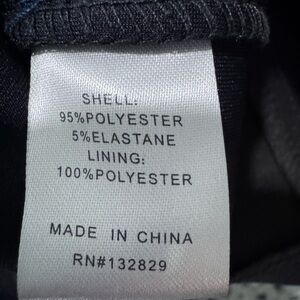 SHELL:
95%POLYESTER
5%ELASTANE
LINING:
100%POLYESTER
MADE IN CHINA
RN#132829